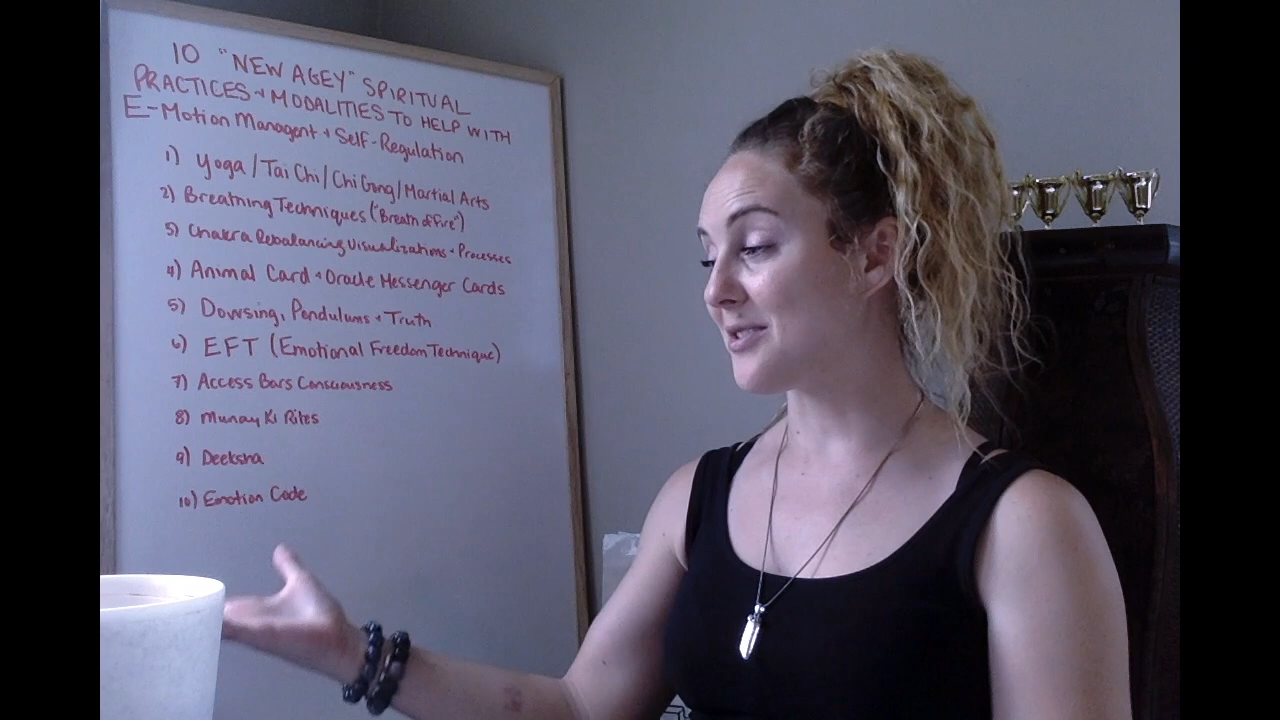 10 "NEW AGEY" SPIRITUAL
PRACTICES + MODALITIES TO HELP WITH
E-Motion Managent + Self-Regulation
1) Yoga / Tai Chi / Chi Gong / Martial Arts
2) Breathing Techniques ("Breath of Fire")
3) Chakra Rebalancing Visualizations + Processes
4) Animal Card + Oracle Messenger Cards
5) Dowsing, Pendulums + Truth
6) EFT (Emotional Freedom Technique)
7) Access Bars Consciousness
8) Munay Ki Rites
9) Deeksha
10) Emotion Code